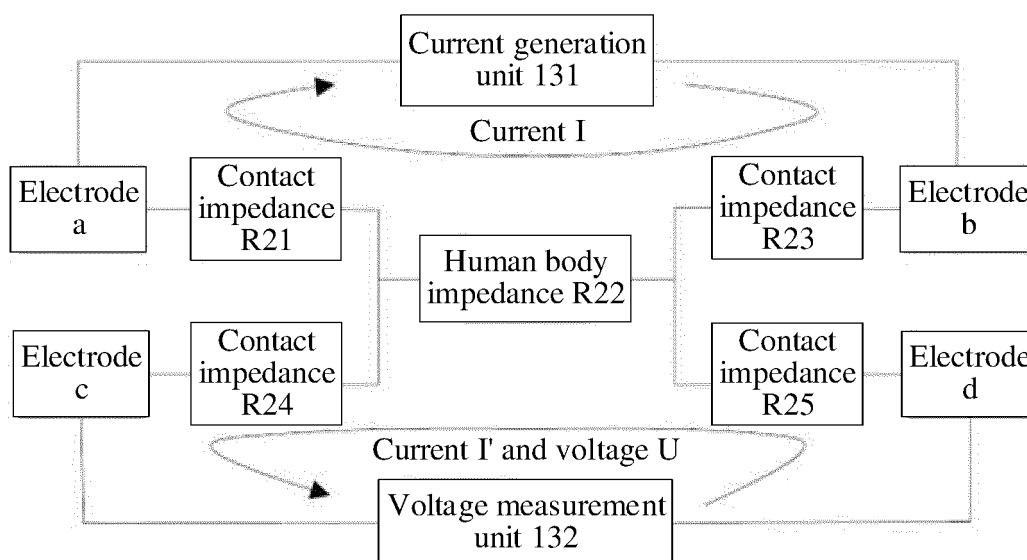 Current generation
unit 131
Current I
Electrode
a
Contact
impedance
R21
Contact
impedance
R23
Electrode
b
Human body
impedance R22
Electrode
c
Contact
impedance
R24
Contact
impedance
R25
Electrode
d
Current I' and voltage U
Voltage measurement
unit 132